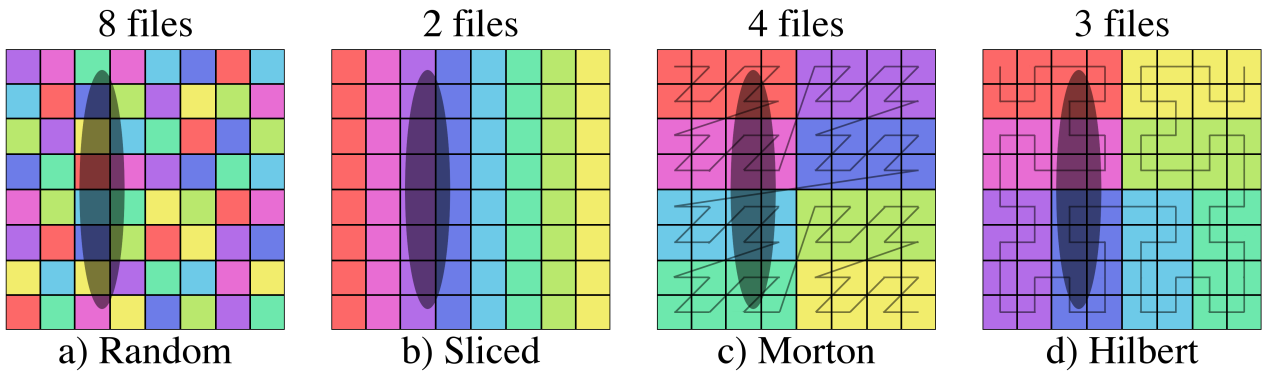 8 files
2 files
4 files
3 files
a) Random
b) Sliced
c) Morton
d) Hilbert